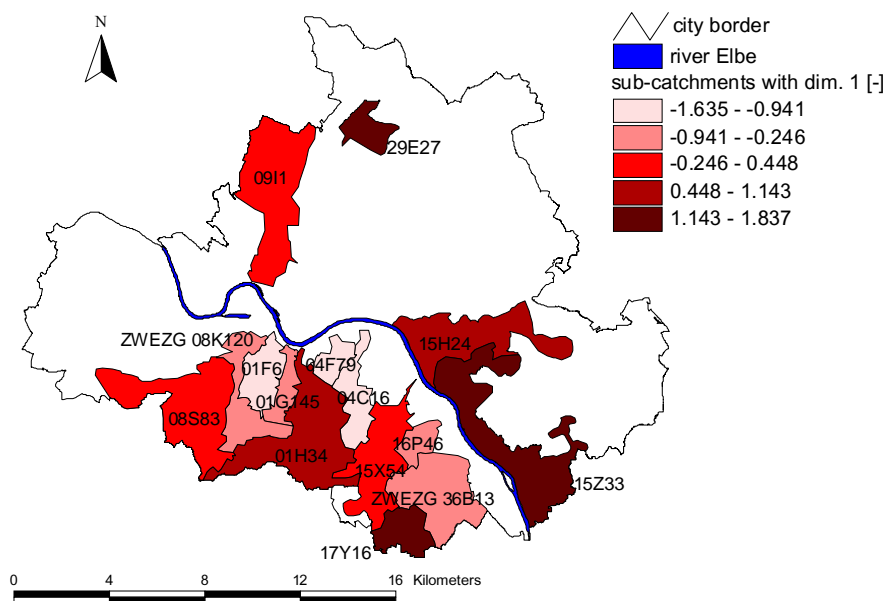 N
city border
river Elbe
sub-catchments with dim. 1 [-]
-1.635 - -0.941
-0.941 - -0.246
-0.246 - 0.448
0.448 - 1.143
1.143 - 1.837
29E27
09I1
ZWEZG 08K120
15H24
01F6
04F79
01G145
04C16
08S83
16P46
01H34
15X54
ZWEZG 36B13
15Z33
17Y16
0 4 8 12 16 Kilometers